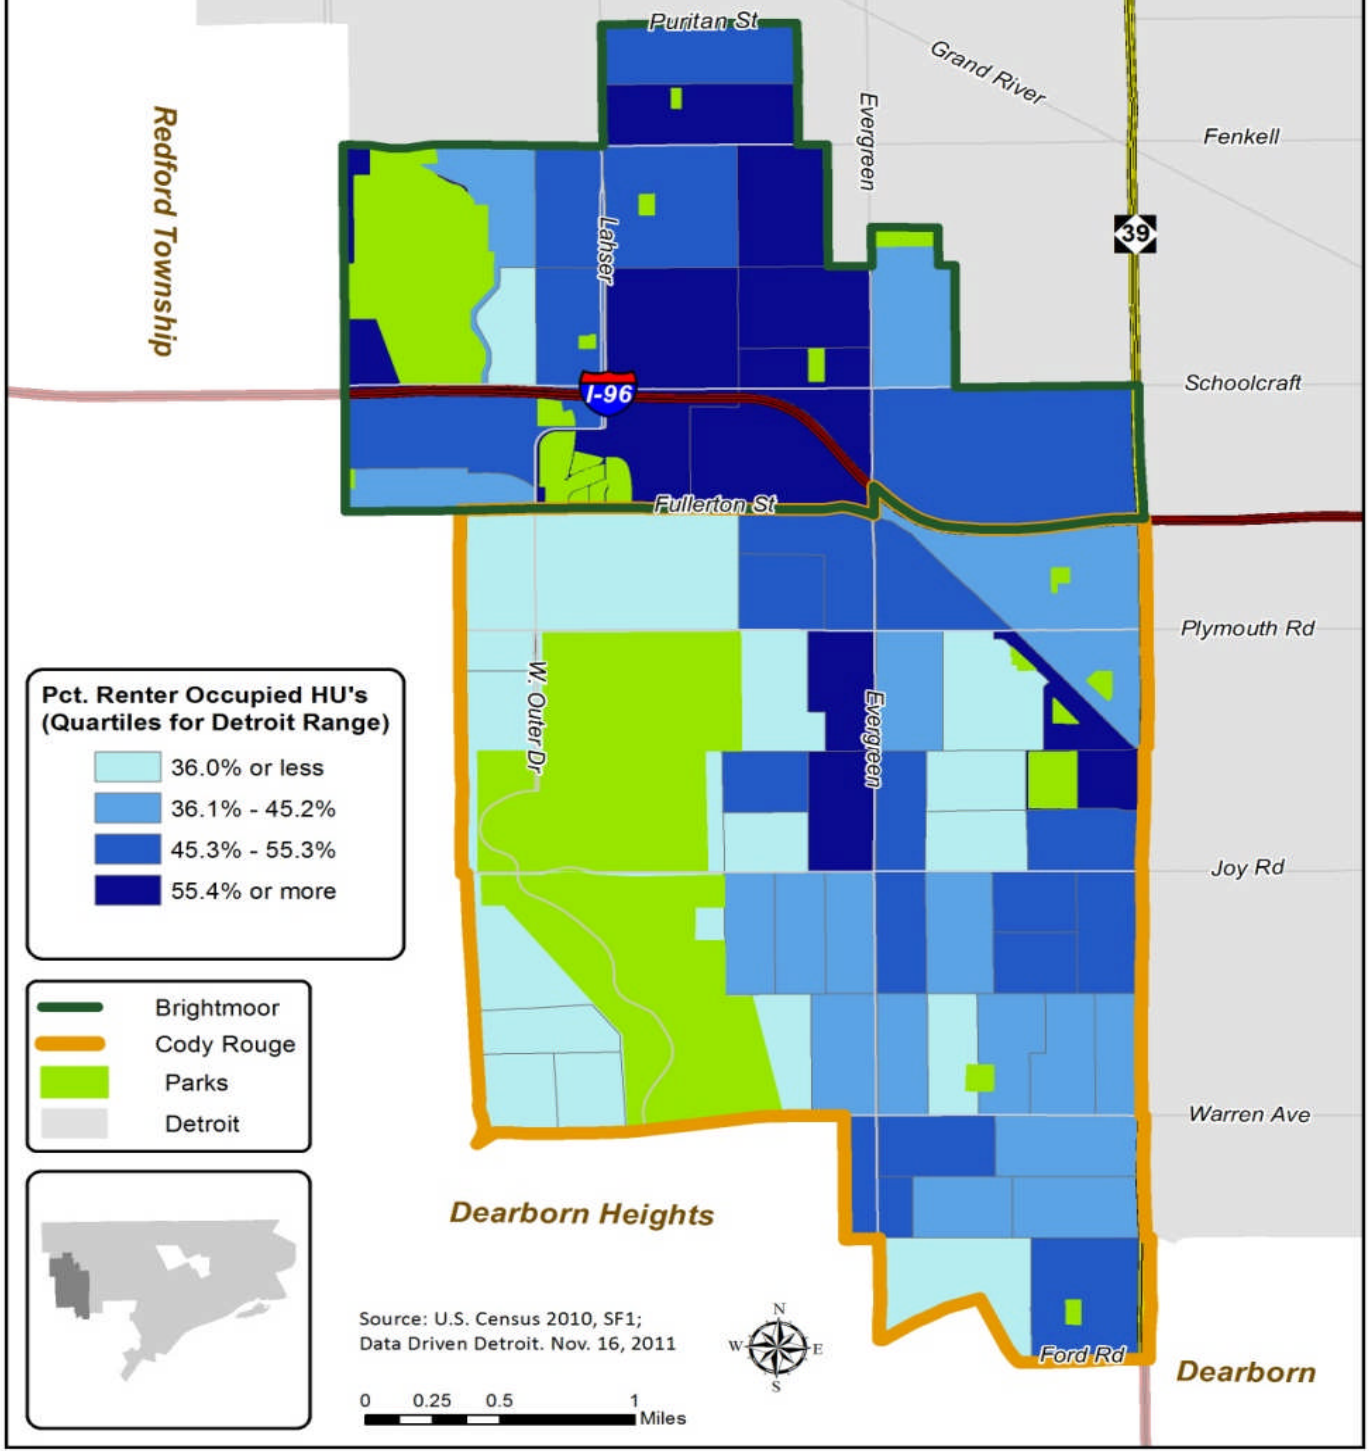 Puritan St
Grand River
Evergreen
Fenkell
Redford Township
Lahser
39
Schoolcraft
I-96
Fullerton St
Plymouth Rd
W. Outer Dr
Evergreen
Pct. Renter Occupied HU's
(Quartiles for Detroit Range)
36.0% or less
36.1% - 45.2%
45.3% - 55.3%
55.4% or more
Joy Rd
Brightmoor
Cody Rouge
Parks
Detroit
Warren Ave
Dearborn Heights
Source: U.S. Census 2010, SF1;
Data Driven Detroit. Nov. 16, 2011
N
W E
S
Ford Rd
Dearborn
0 0.25 0.5 1
Miles